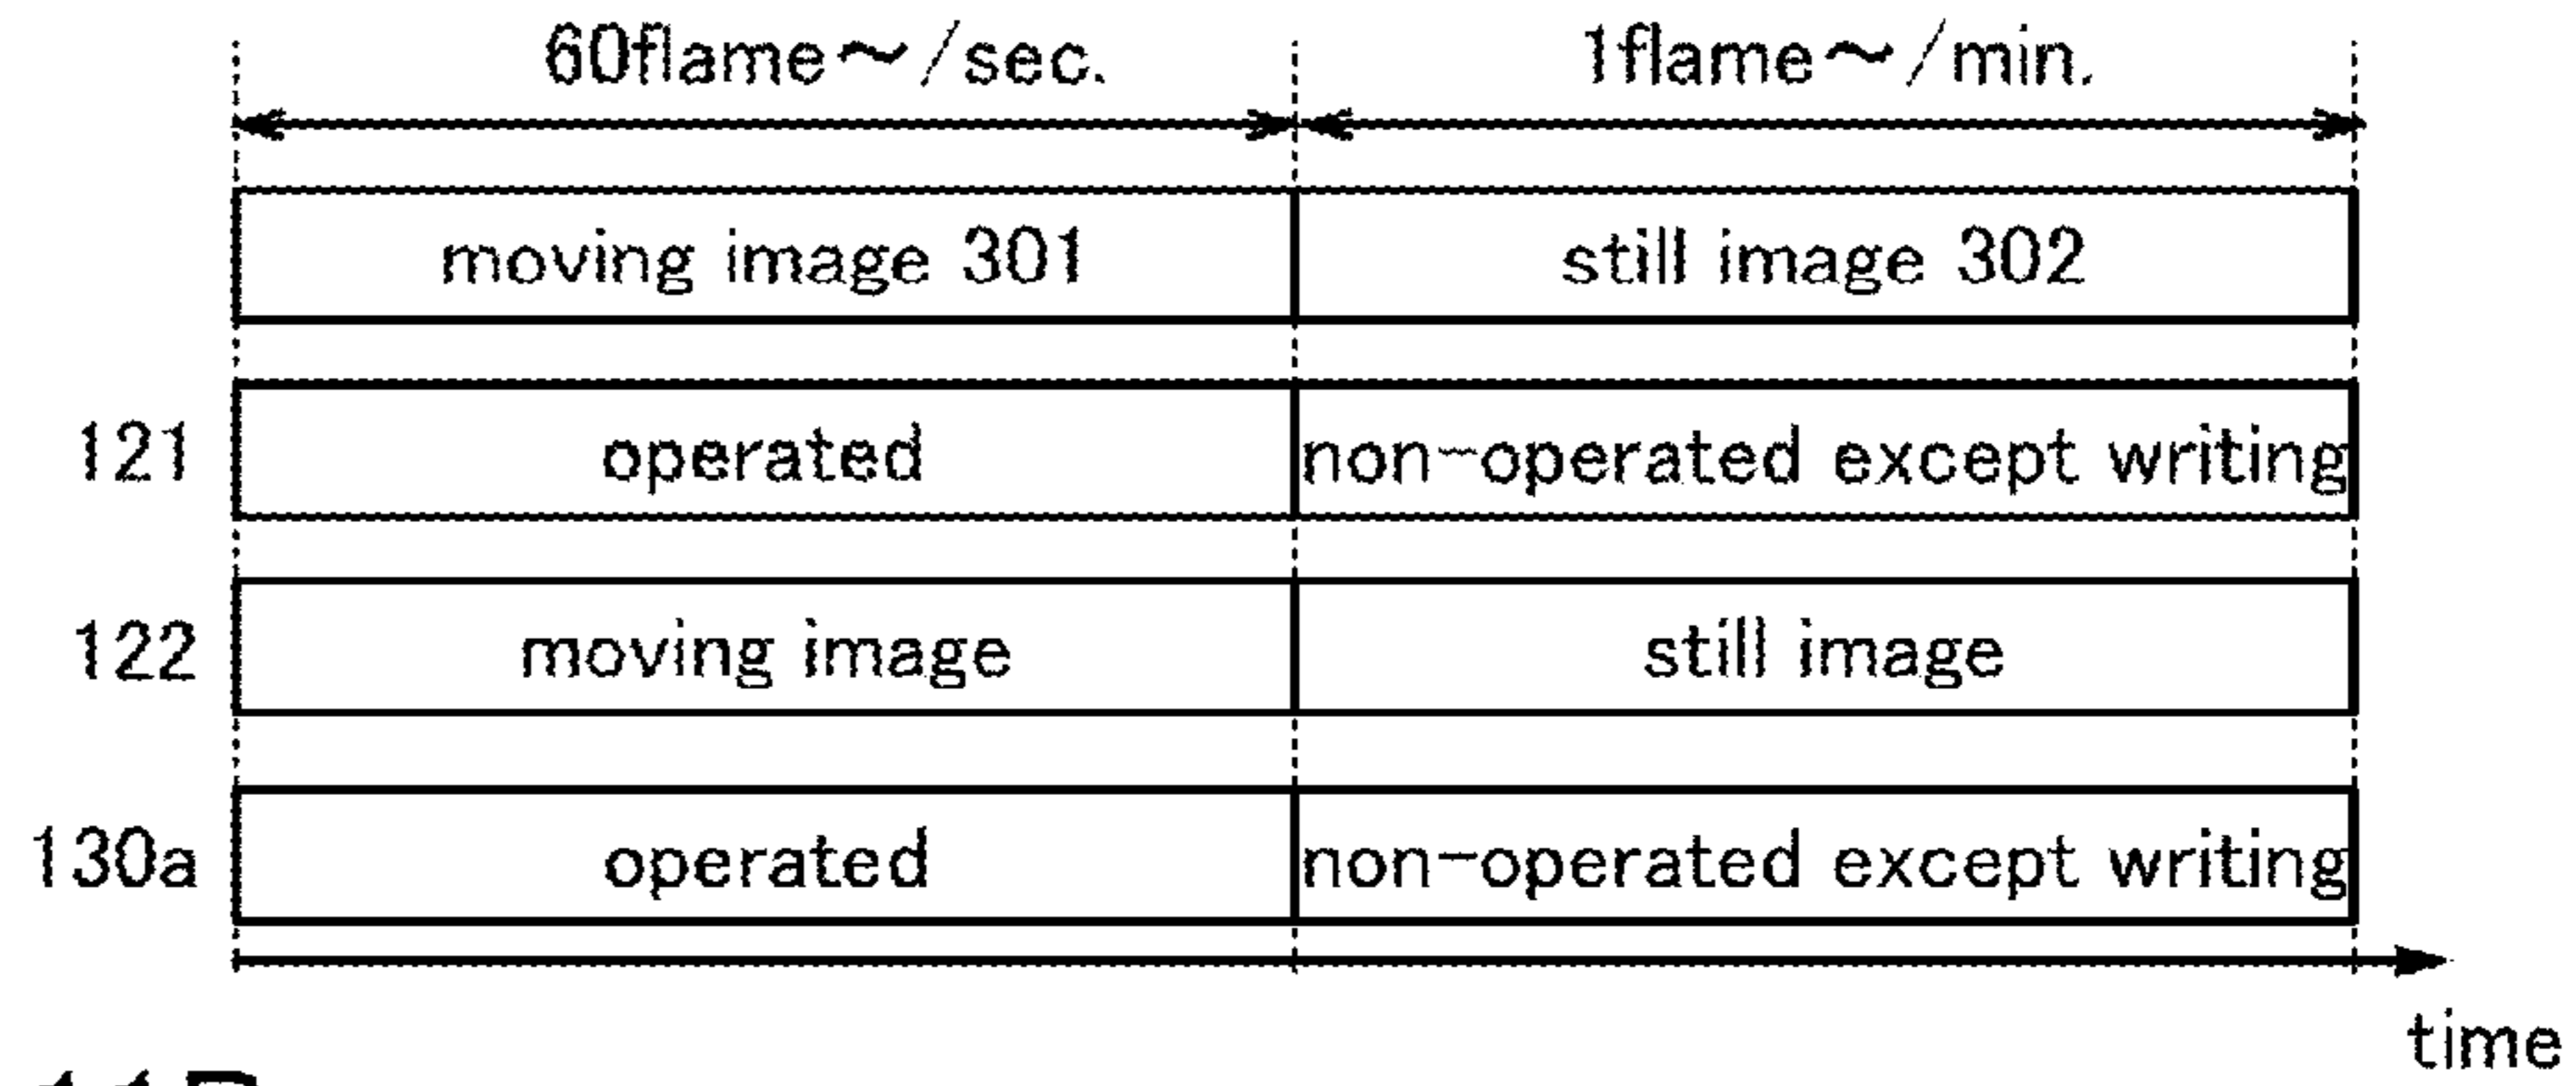 60flame～/sec. 1flame～/min.
moving image 301 still image 302
121 operated non-operated except writing
122 moving image still image
130a operated non-operated except writing
time